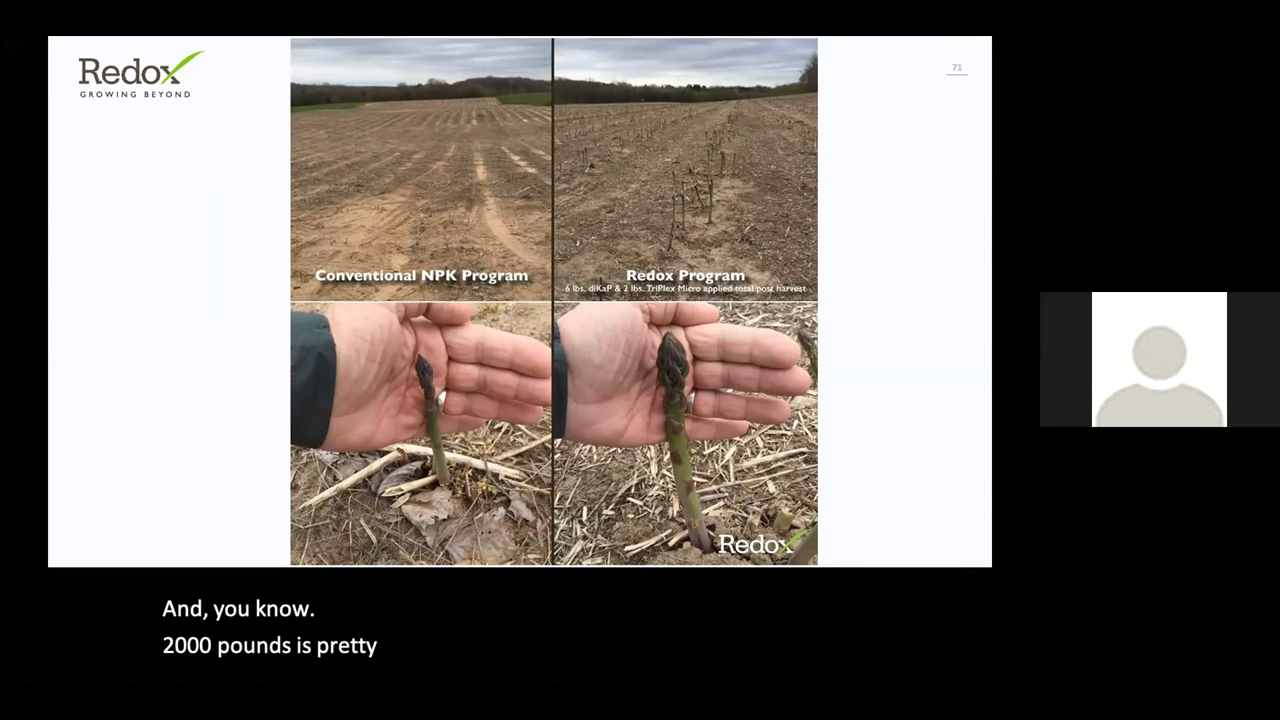 Redox
GROWING BEYOND
71
Conventional NPK Program
Redox Program
6 lbs. diKaP & 2 lbs. TriPlex Micro applied total post harvest
Redox
And, you know.
2000 pounds is pretty